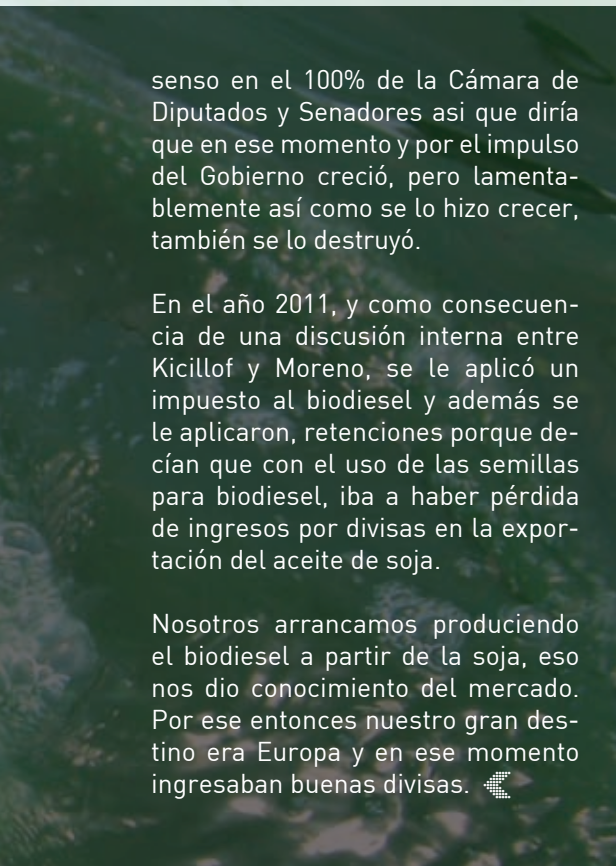 senso en el 100% de la Cámara de
Diputados y Senadores asi que diría
que en ese momento y por el impulso
del Gobierno creció, pero lamenta-
blemente así como se lo hizo crecer,
también se lo destruyó.
En el año 2011, y como consecuen-
cia de una discusión interna entre
Kicillof y Moreno, se le aplicó un
impuesto al biodiesel y además se
le aplicaron, retenciones porque de-
cían que con el uso de las semillas
para biodiesel, iba a haber pérdida
de ingresos por divisas en la expor-
tación del aceite de soja.
Nosotros arrancamos produciendo
el biodiesel a partir de la soja, eso
nos dio conocimiento del mercado.
Por ese entonces nuestro gran des-
tino era Europa y en ese momento
ingresaban buenas divisas.